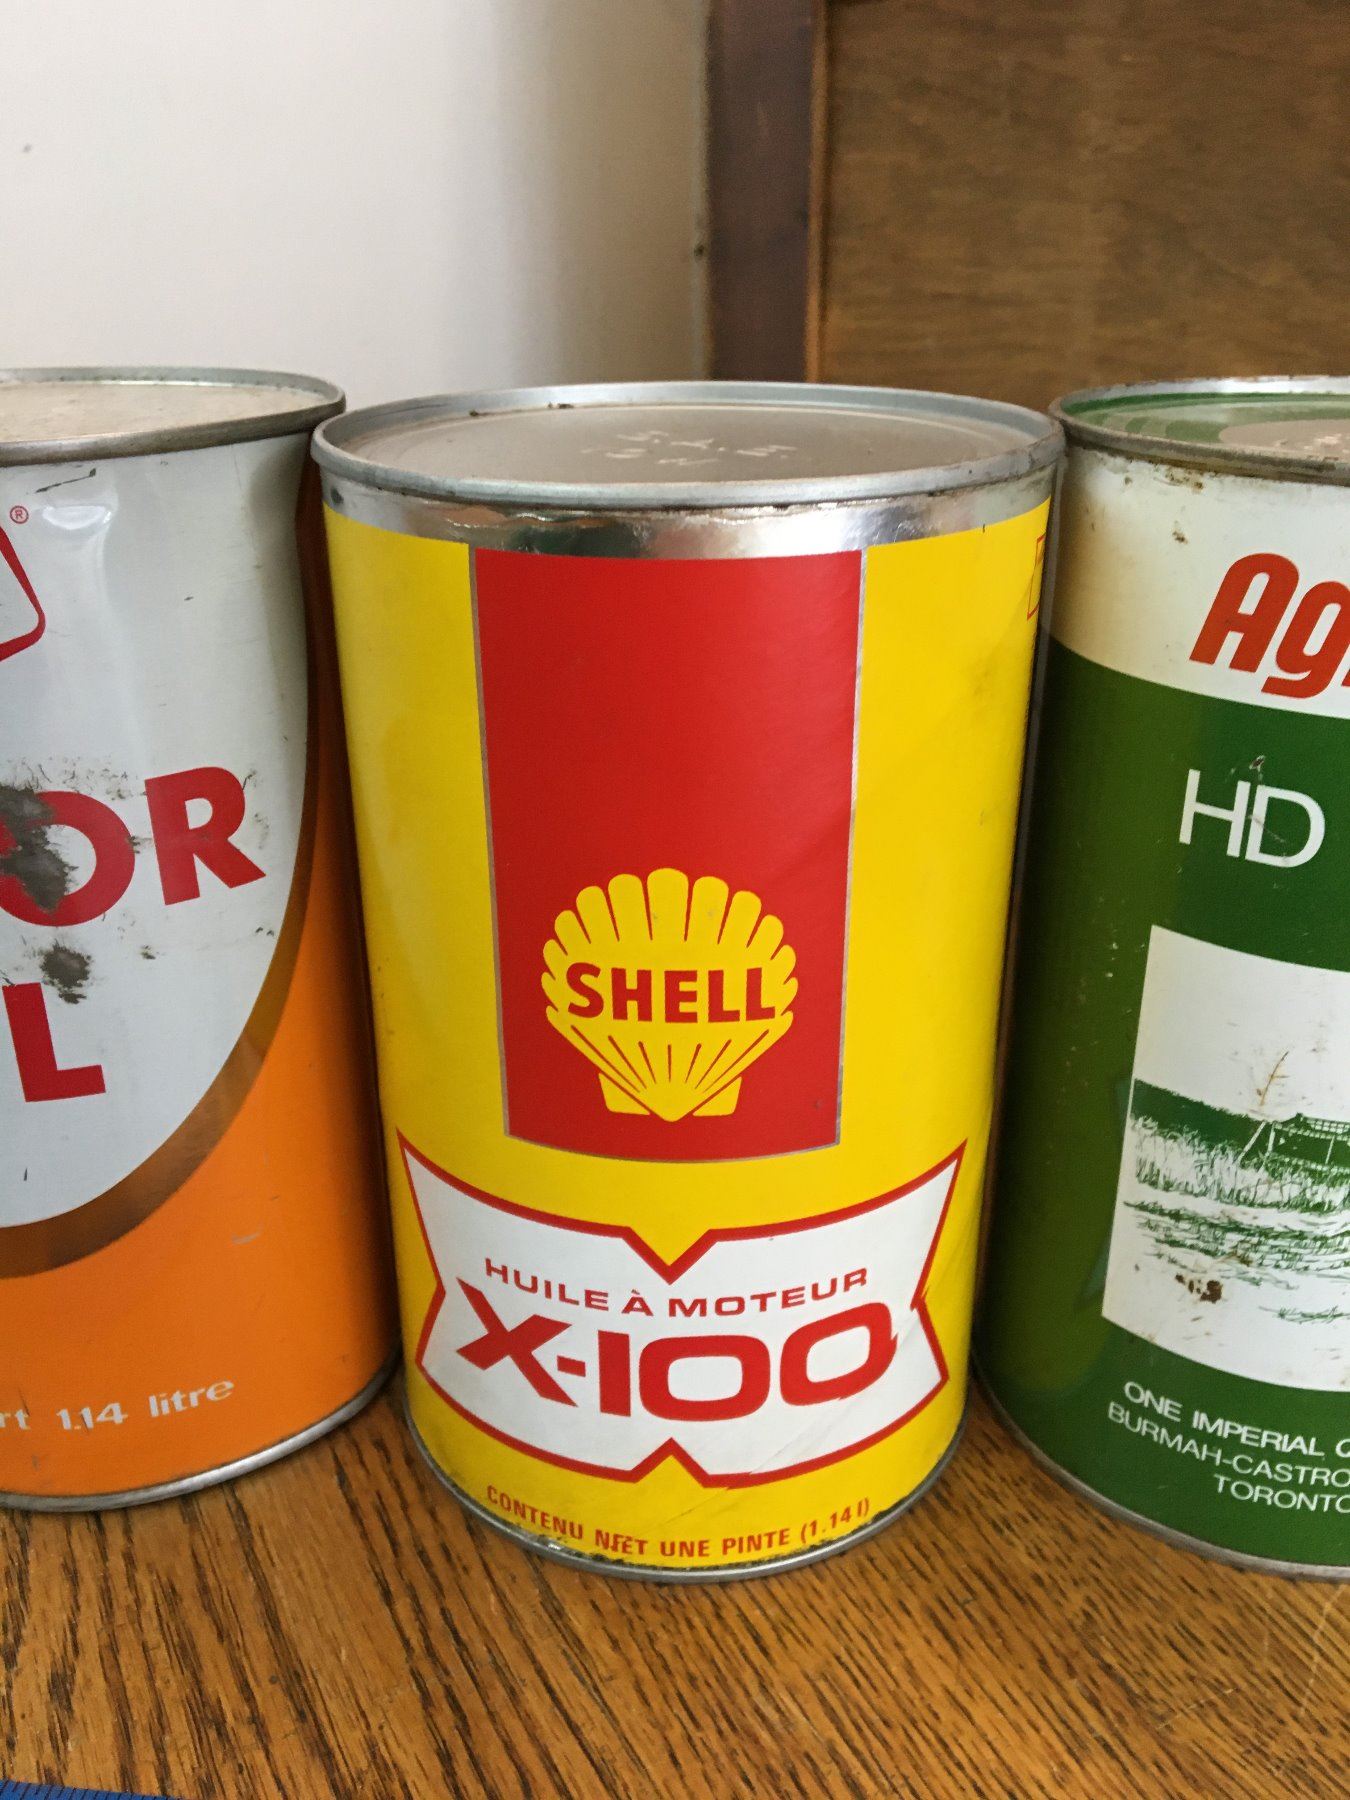 ®
OR
L
rt 1.14 litre
S.A.E.
SHELL
HUILE À MOTEUR
X-100
CONTENU NET UNE PINTE (1.14 l)
Ag
HD
ONE IMPERIAL
BURMAH-CASTRO
TORONTO